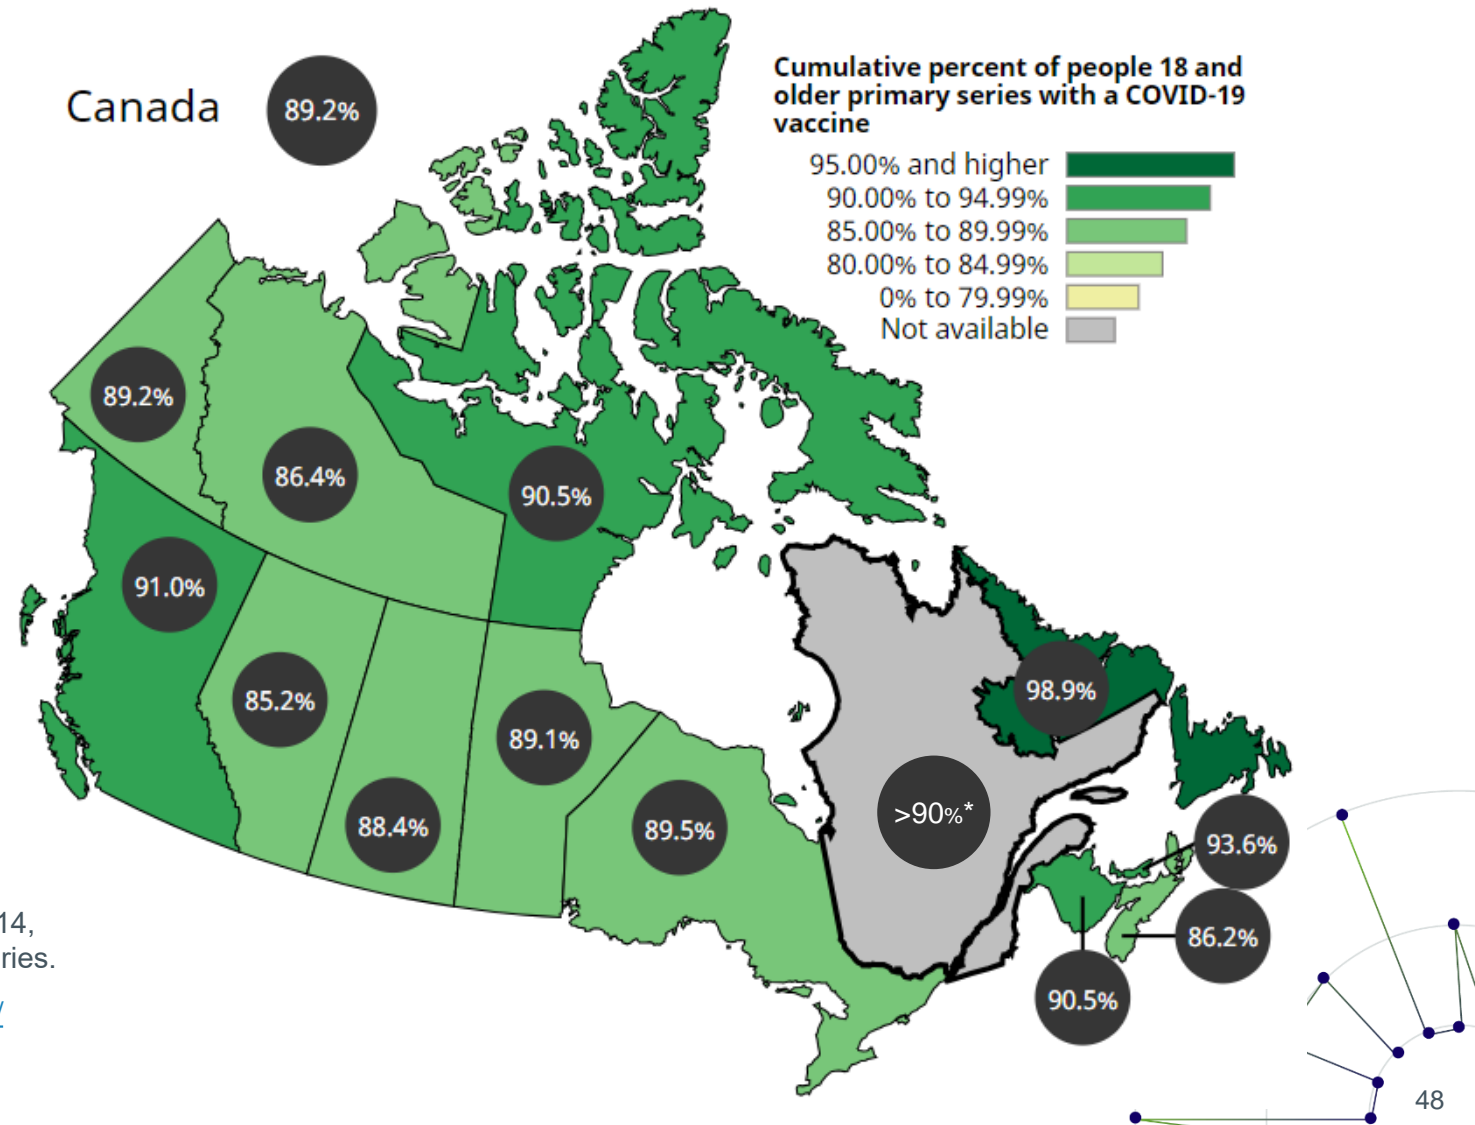 Canada
89.2%
Cumulative percent of people 18 and
older primary series with a COVID-19
vaccine
95.00% and higher
90.00% to 94.99%
85.00% to 89.99%
80.00% to 84.99%
0% to 79.99%
Not available
89.2%
86.4%
90.5%
91.0%
85.2%
89.1%
88.4%
89.5%
98.9%
>90%*
93.6%
86.2%
90.5%
14,
ries.
/
48